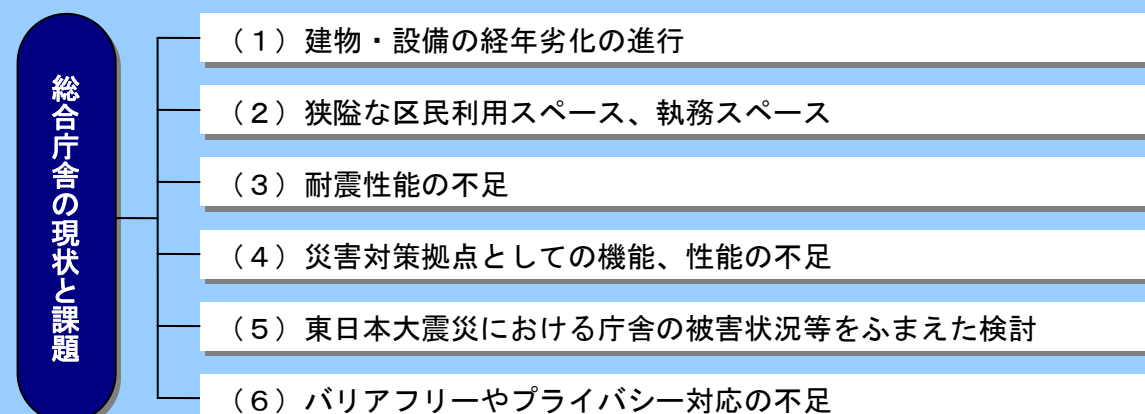 総合庁舎の現状と課題
（１）建物・設備の経年劣化の進行
（２）狭隘な区民利用スペース、執務スペース
（３）耐震性能の不足
（４）災害対策拠点としての機能、性能の不足
（５）東日本大震災における庁舎の被害状況等をふまえた検討
（６）バリアフリーやプライバシー対応の不足